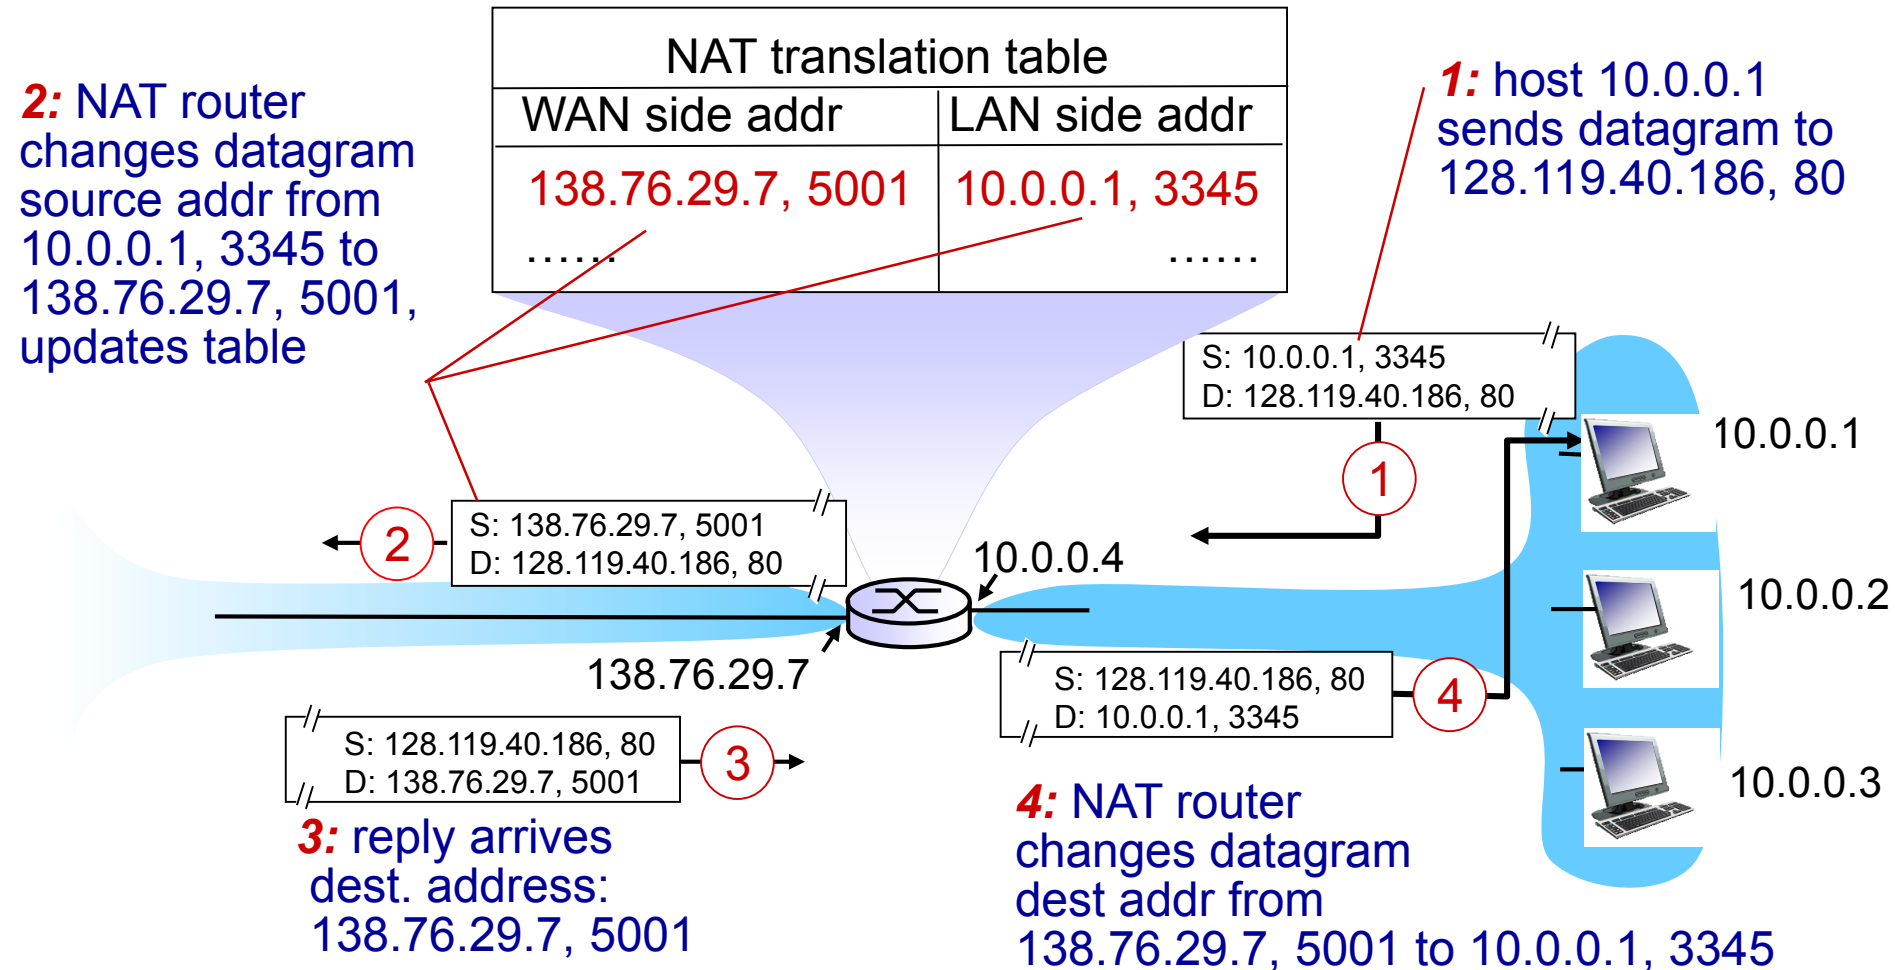 NAT translation table
WAN side addr
LAN side addr
138.76.29.7, 5001
10.0.0.1, 3345
......
......
2: NAT router
changes datagram
source addr from
10.0.0.1, 3345 to
138.76.29.7, 5001,
updates table
1: host 10.0.0.1
sends datagram to
128.119.40.186, 80
S: 10.0.0.1, 3345
D: 128.119.40.186, 80
1
10.0.0.1
S: 138.76.29.7, 5001
D: 128.119.40.186, 80
2
10.0.0.4
10.0.0.2
138.76.29.7
S: 128.119.40.186, 80
D: 10.0.0.1, 3345
4
S: 128.119.40.186, 80
D: 138.76.29.7, 5001
3
10.0.0.3
3: reply arrives
dest. address:
138.76.29.7, 5001
4: NAT router
changes datagram
dest addr from
138.76.29.7, 5001 to 10.0.0.1, 3345